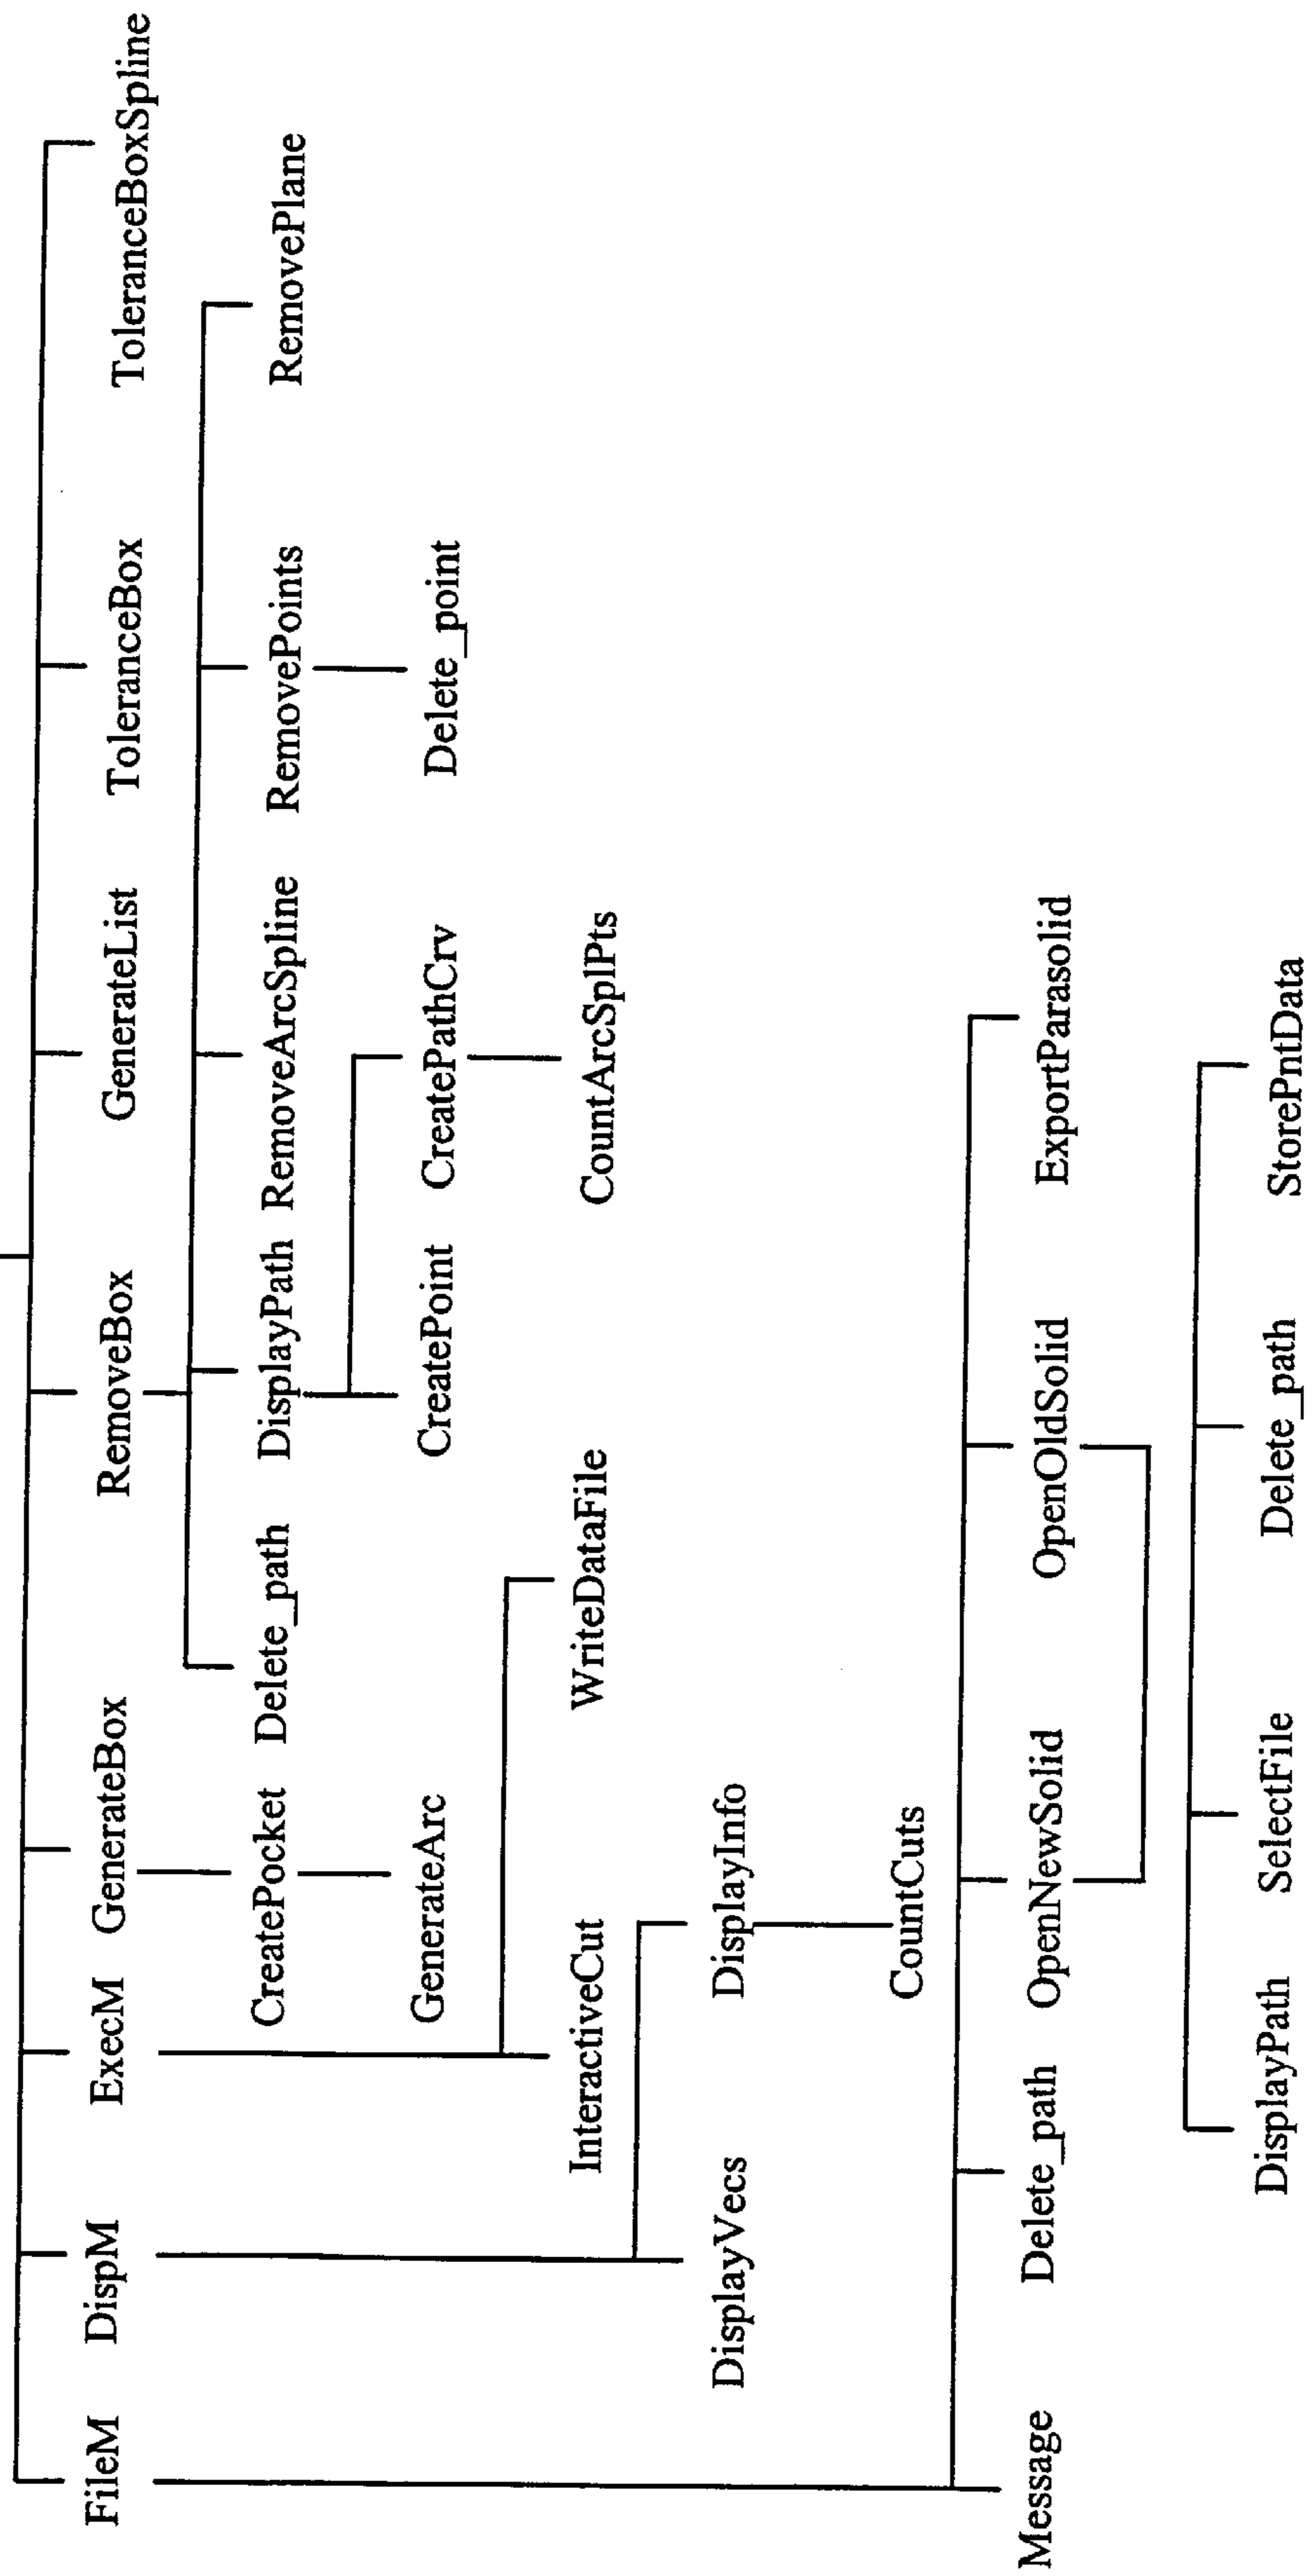 FileM DispM ExecM GenerateBox RemoveBox GenerateList ToleranceBox ToleranceBoxSpline
CreatePocket Delete_path DisplayPath RemoveArcSpline RemovePoints RemovePlane
GenerateArc CreatePoint CreatePathCrv Delete_point
InteractiveCut WriteDataFile CountArcSplPts
DisplayVecs DisplayInfo
CountCuts
Message Delete_path OpenNewSolid OpenOldSolid ExportParasolid
DisplayPath SelectFile Delete_path StorePntData